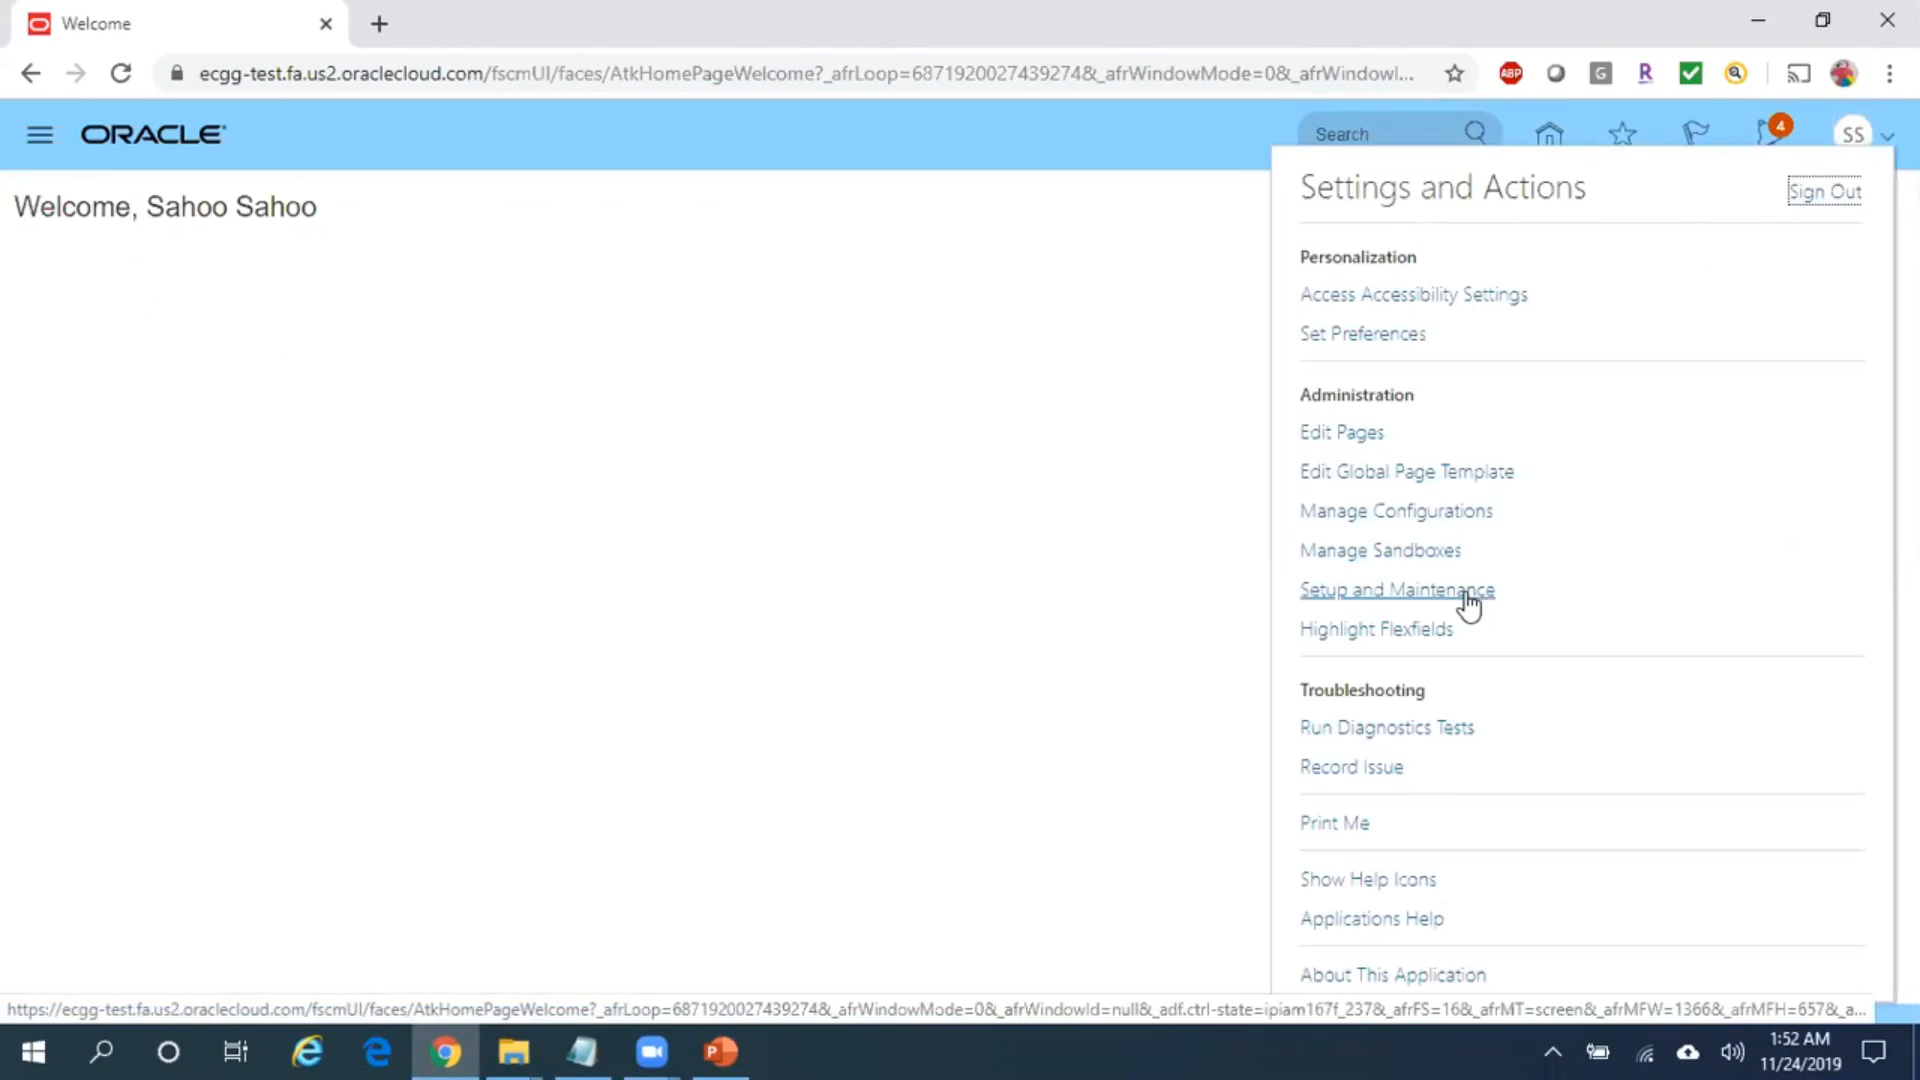 Welcome
ecgg-test.fa.us2.oraclecloud.com/fscmUI/faces/AtkHomePageWelcome?_afrLoop=6871920027439274&_afrWindowMode=0&_afrWindowI...
ABP
G
R
ORACLE
Search
4
SS
Settings and Actions
Sign Out
Welcome, Sahoo Sahoo
Personalization
Access Accessibility Settings
Set Preferences
Administration
Edit Pages
Edit Global Page Template
Manage Configurations
Manage Sandboxes
Setup and Maintenance
Highlight Flexfields
Troubleshooting
Run Diagnostics Tests
Record Issue
Print Me
Show Help Icons
Applications Help
About This Application
https://ecgg-test.fa.us2.oraclecloud.com/fscmUI/faces/AtkHomePageWelcome?_afrLoop=6871920027439274&_afrWindowMode=0&_afrWindowId=null&_adf.ctrl-state=ipiam167f_237&_afrFS=16&_afrMT=screen&_afrMFW=1366&_afrMFH=657&_a...
1:52 AM
11/24/2019